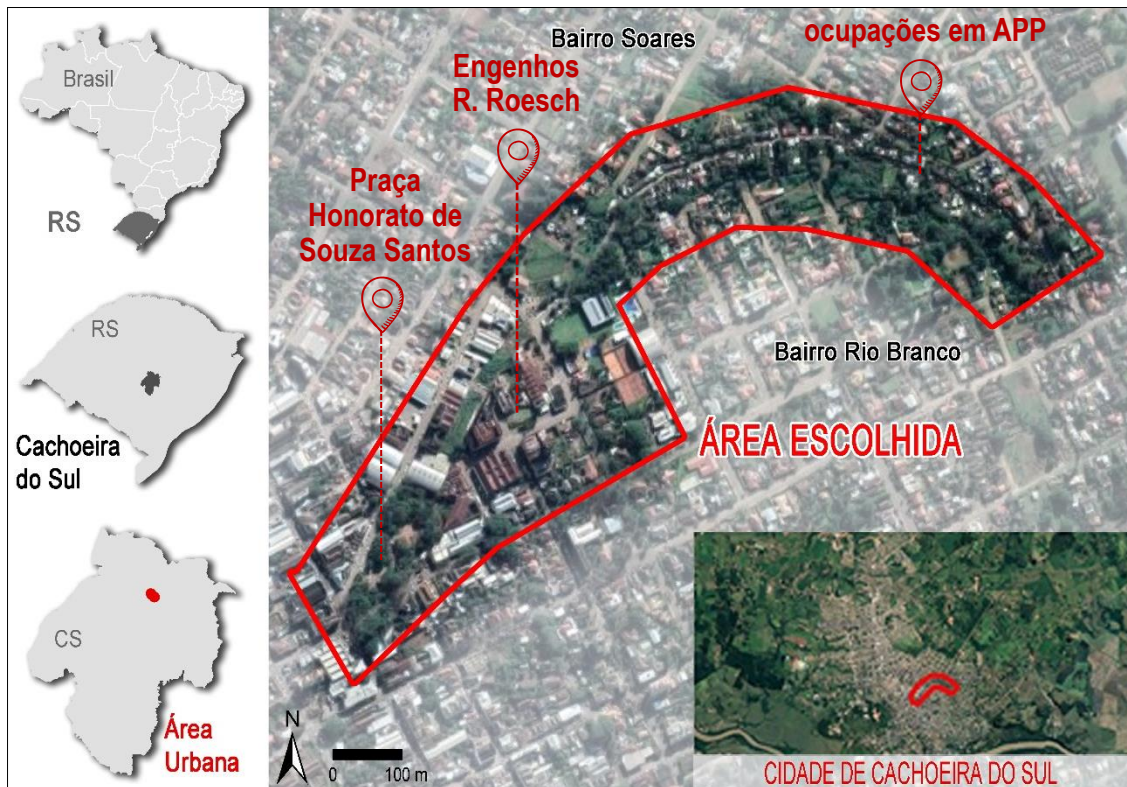 Brasil
RS
RS
Cachoeira
do Sul
CS
Área
Urbana
Bairro Soares
ocupações em APP
Engenhos
R. Roesch
Praça
Honorato de
Souza Santos
Bairro Rio Branco
ÁREA ESCOLHIDA
N
0 100 m
CIDADE DE CACHOEIRA DO SUL